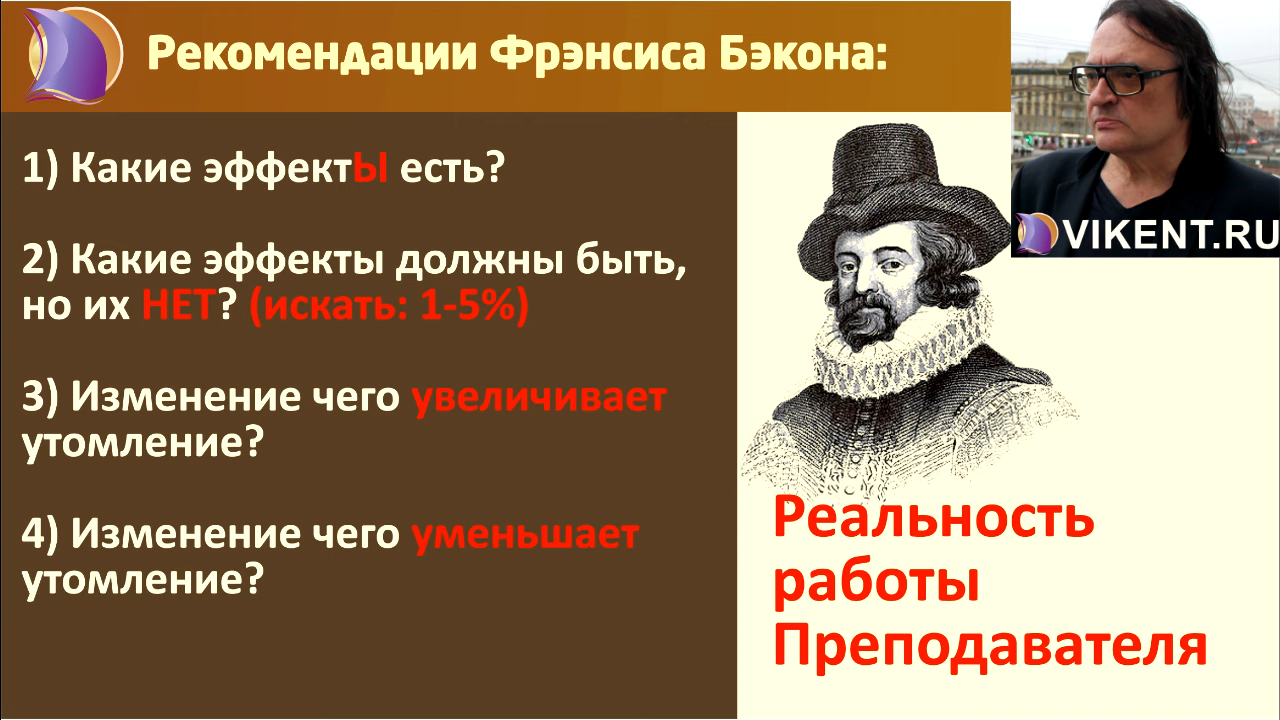 Рекомендации Фрэнсиса Бэкона:
VIKENT.RU
1) Какие эффектЫ есть?
2) Какие эффекты должны быть,
но их НЕТ? (искать: 1-5%)
3) Изменение чего увеличивает
утомление?
4) Изменение чего уменьшает
утомление?
Реальность
работы
Преподавателя